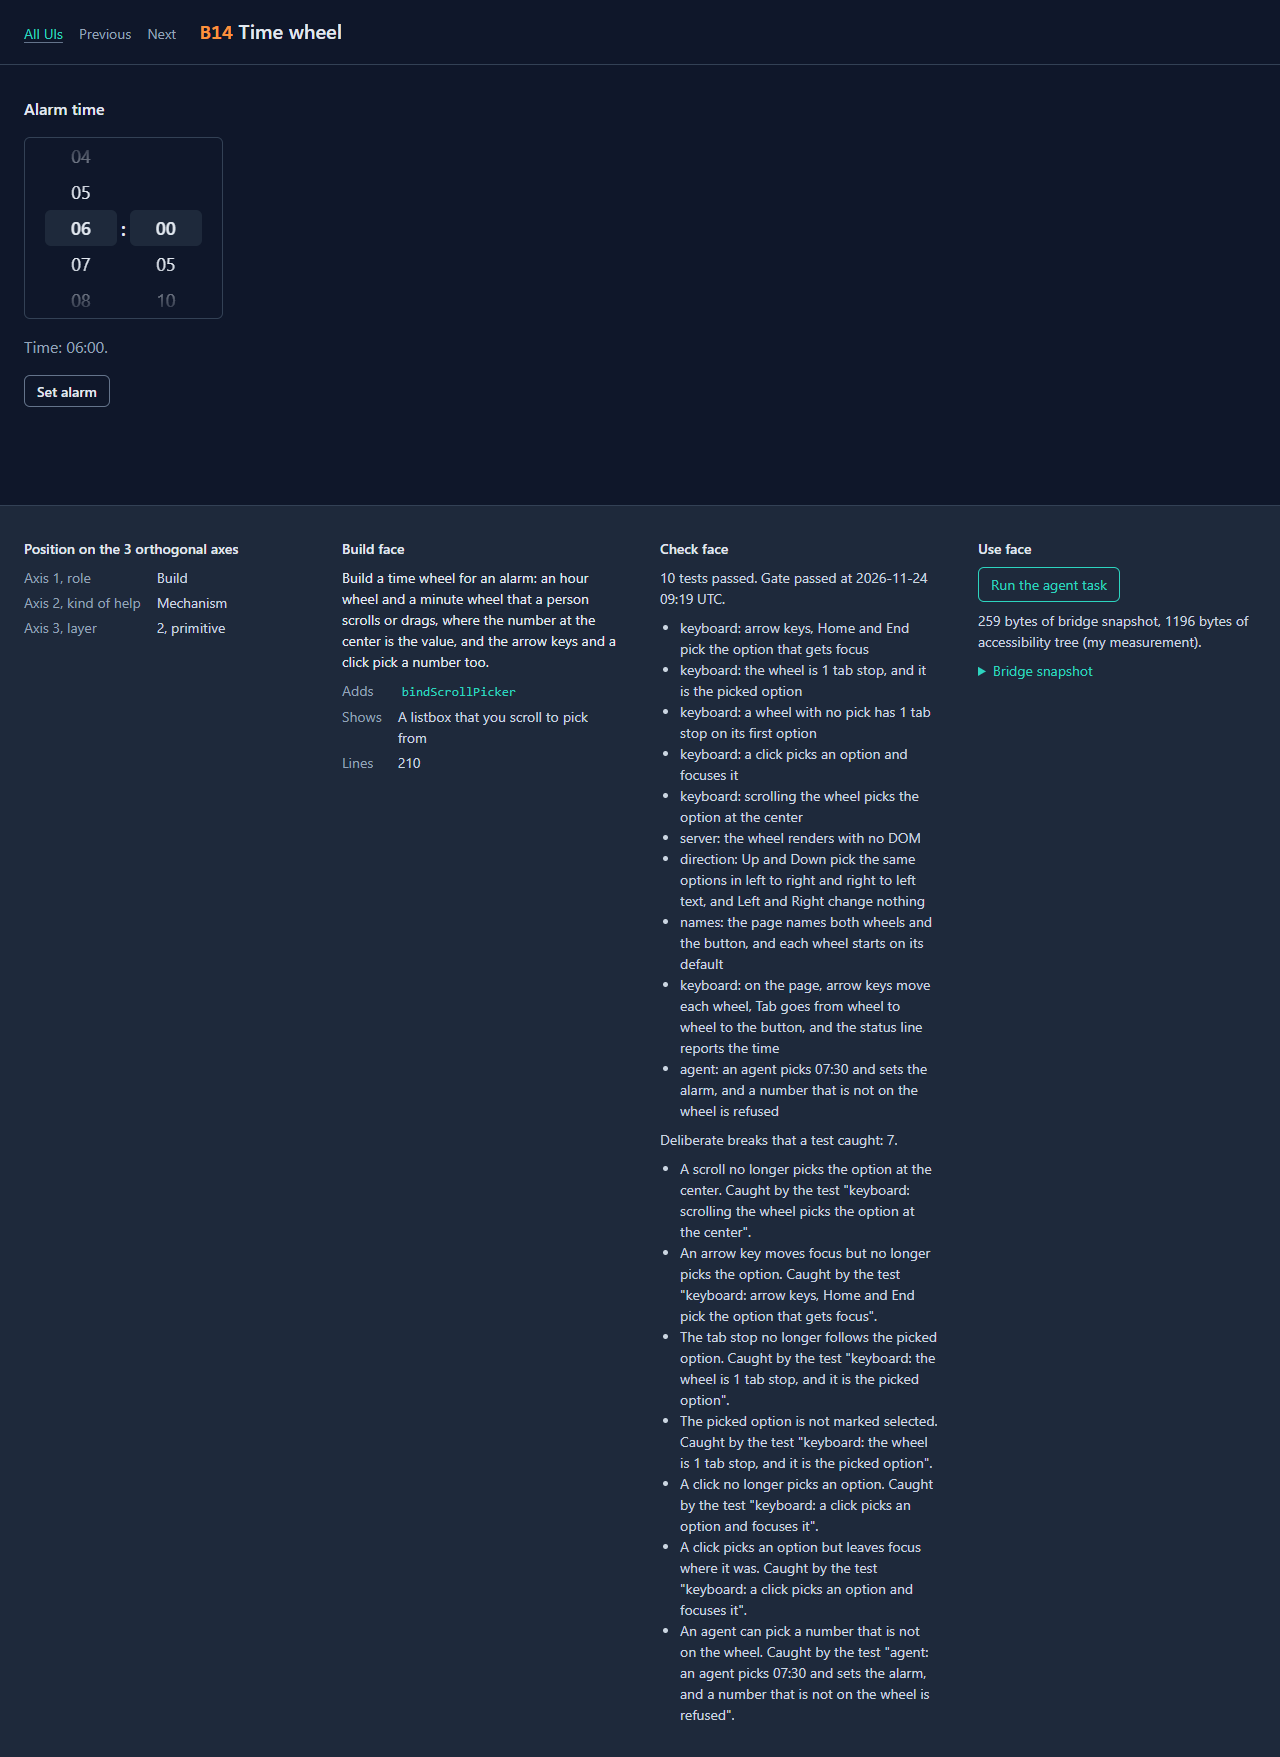 All UIs Previous Next B14 Time wheel
Alarm time
04
05
06 : 00
07 05
08 10
Time: 06:00.
Set alarm
Position on the 3 orthogonal axes
Axis 1, role Build
Axis 2, kind of help Mechanism
Axis 3, layer 2, primitive
Build face
Build a time wheel for an alarm: an hour
wheel and a minute wheel that a person
scrolls or drags, where the number at the
center is the value, and the arrow keys and a
click pick a number too.
Adds bindScrollPicker
Shows A listbox that you scroll to pick
from
Lines 210
Check face
10 tests passed. Gate passed at 2026-11-24
09:19 UTC.
• keyboard: arrow keys, Home and End
pick the option that gets focus
• keyboard: the wheel is 1 tab stop, and it
is the picked option
• keyboard: a wheel with no pick has 1 tab
stop on its first option
• keyboard: a click picks an option and
focuses it
• keyboard: scrolling the wheel picks the
option at the center
• server: the wheel renders with no DOM
• direction: Up and Down pick the same
options in left to right and right to left
text, and Left and Right change nothing
• names: the page names both wheels and
the button, and each wheel starts on its
default
• keyboard: on the page, arrow keys move
each wheel, Tab goes from wheel to
wheel to the button, and the status line
reports the time
• agent: an agent picks 07:30 and sets the
alarm, and a number that is not on the
wheel is refused
Deliberate breaks that a test caught: 7.
• A scroll no longer picks the option at the
center. Caught by the test "keyboard:
scrolling the wheel picks the option at
the center".
• An arrow key moves focus but no longer
picks the option. Caught by the test
"keyboard: arrow keys, Home and End
pick the option that gets focus".
• The tab stop no longer follows the picked
option. Caught by the test "keyboard: the
wheel is 1 tab stop, and it is the picked
option".
• The picked option is not marked selected.
Caught by the test "keyboard: the wheel
is 1 tab stop, and it is the picked option".
• A click no longer picks an option. Caught
by the test "keyboard: a click picks an
option and focuses it".
• A click picks an option but leaves focus
where it was. Caught by the test
"keyboard: a click picks an option and
focuses it".
• An agent can pick a number that is not
on the wheel. Caught by the test "agent:
an agent picks 07:30 and sets the alarm,
and a number that is not on the wheel is
refused".
Use face
Run the agent task
259 bytes of bridge snapshot, 1196 bytes of
accessibility tree (my measurement).
▶ Bridge snapshot